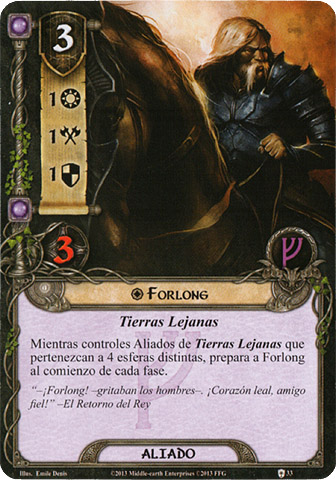 3
1
1
1
3
Forlong
Tierras Lejanas
Mientras controles Aliados de Tierras Lejanas que
pertenezcan a 4 esferas distintas, prepara a Forlong
al comienzo de cada fase.
“–¡Forlong! –gritaban los hombres–. ¡Corazón leal, amigo
fiel!” –El Retorno del Rey
ALIADO
Illus. Emile Denis
©2013 Middle-earth Enterprises ©2013 FFG
33